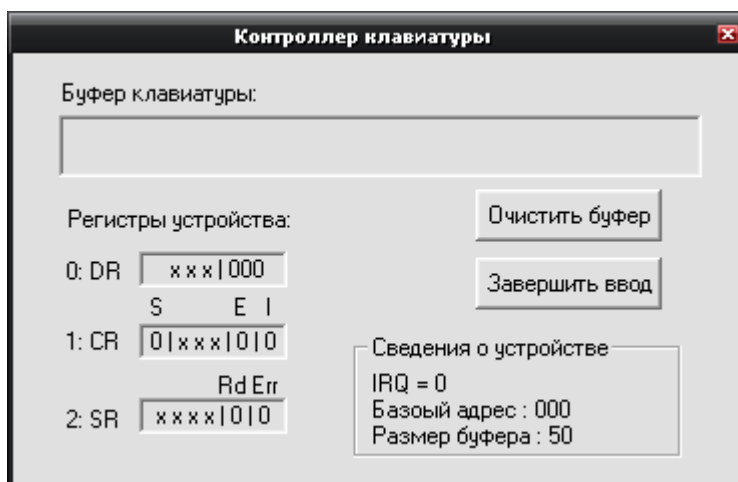 Контроллер клавиатуры
Буфер клавиатуры:
Регистры устройства:
Очистить буфер
0: DR x x x | 000
Завершить ввод
S E I
1: CR 0 | x x x | 0 | 0
Rd Err
2: SR x x x x | 0 | 0
Сведения о устройстве
IRQ = 0
Базоый адрес : 000
Размер буфера : 50